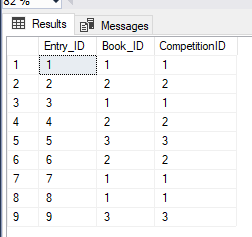 82 %
Results Messages
Entry_ID Book_ID CompetitionID
1 1 1 1
2 2 2 2
3 3 1 1
4 4 2 2
5 5 3 3
6 6 2 2
7 7 1 1
8 8 1 1
9 9 3 3